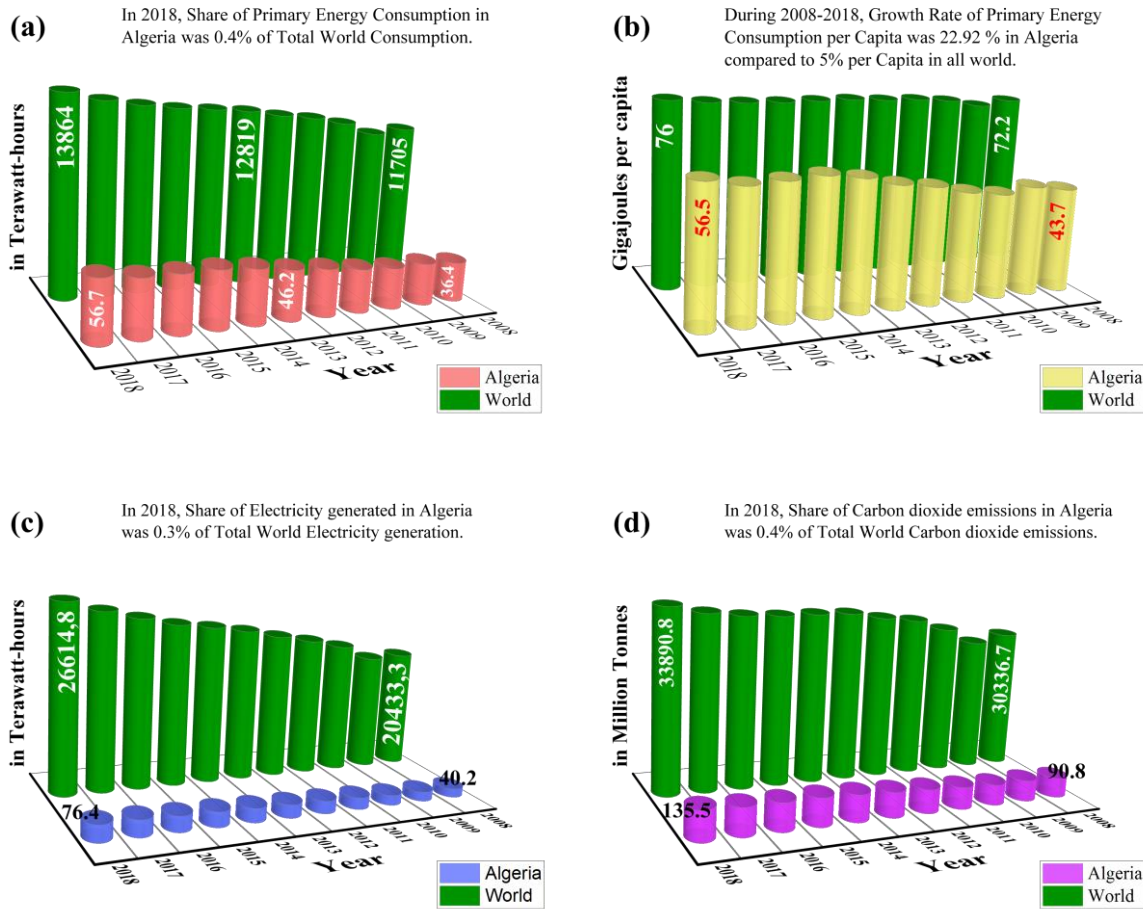 (a)
In 2018, Share of Primary Energy Consumption in
Algeria was 0.4% of Total World Consumption.
in Terawatt-hours
13864
12819
11705
56.7
46.2
36.4
2018
2017
2016
2015
2014
2013
2012
2011
2010
2009
2008
Year
Algeria
World
(b)
During 2008-2018, Growth Rate of Primary Energy
Consumption per Capita was 22.92 % in Algeria
compared to 5% per Capita in all world.
Gigajoules per capita
76
72.2
56.5
43.7
2018
2017
2016
2015
2014
2013
2012
2011
2010
2009
2008
Year
Algeria
World
(c)
In 2018, Share of Electricity generated in Algeria
was 0.3% of Total World Electricity generation.
in Terawatt-hours
26614,8
20433,3
76.4
40.2
2018
2017
2016
2015
2014
2013
2012
2011
2010
2009
2008
Year
Algeria
World
(d)
In 2018, Share of Carbon dioxide emissions in Algeria
was 0.4% of Total World Carbon dioxide emissions.
in Million Tonnes
33890.8
30336.7
135.5
90.8
2018
2017
2016
2015
2014
2013
2012
2011
2010
2009
2008
Year
Algeria
World